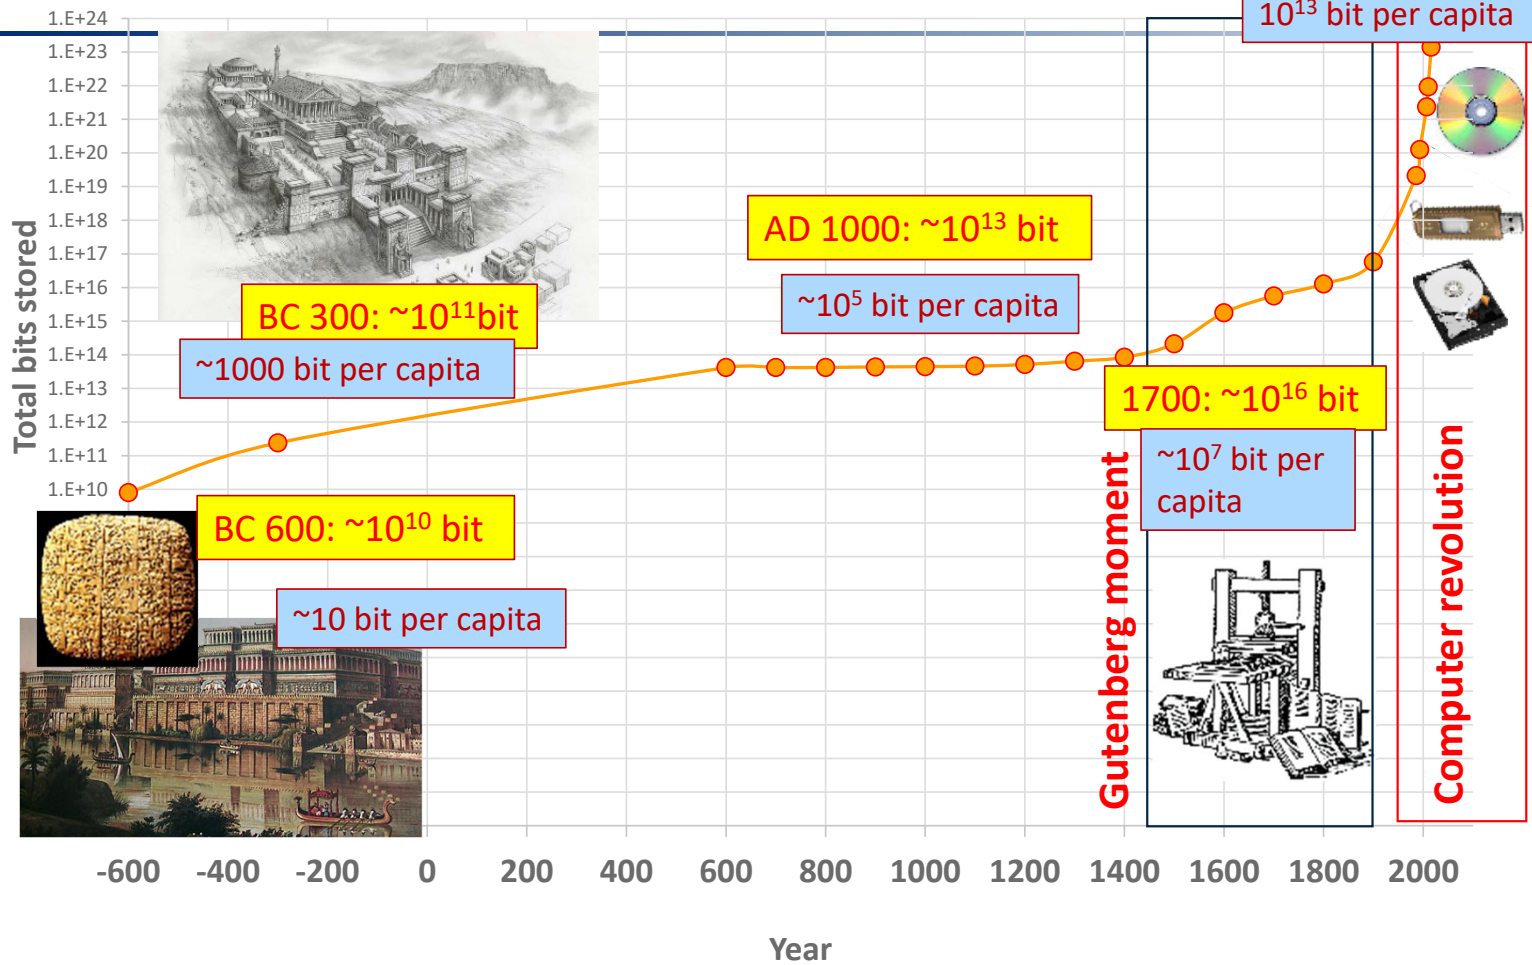 10¹³ bit per capita
1.E+24
1.E+23
1.E+22
1.E+21
1.E+20
1.E+19
1.E+18
1.E+17
1.E+16
1.E+15
1.E+14
1.E+13
1.E+12
1.E+11
1.E+10
Total bits stored
BC 300: ~10¹¹bit
~1000 bit per capita
AD 1000: ~10¹³ bit
~10⁵ bit per capita
1700: ~10¹⁶ bit
~10⁷ bit per
capita
BC 600: ~10¹⁰ bit
~10 bit per capita
Gutenberg moment
Computer revolution
-600 -400 -200 0 200 400 600 800 1000 1200 1400 1600 1800 2000
Year